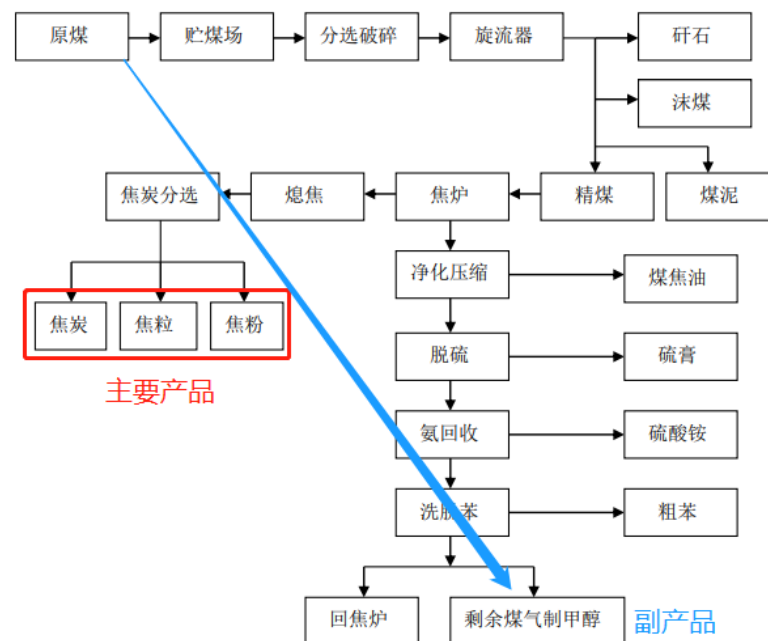 原煤
贮煤场
分选破碎
旋流器
矸石
沫煤
焦炭分选
熄焦
焦炉
精煤
煤泥
净化压缩
煤焦油
焦炭
焦粒
焦粉
脱硫
硫膏
主要产品
氨回收
硫酸铵
洗脱苯
粗苯
回焦炉
剩余煤气制甲醇
副产品